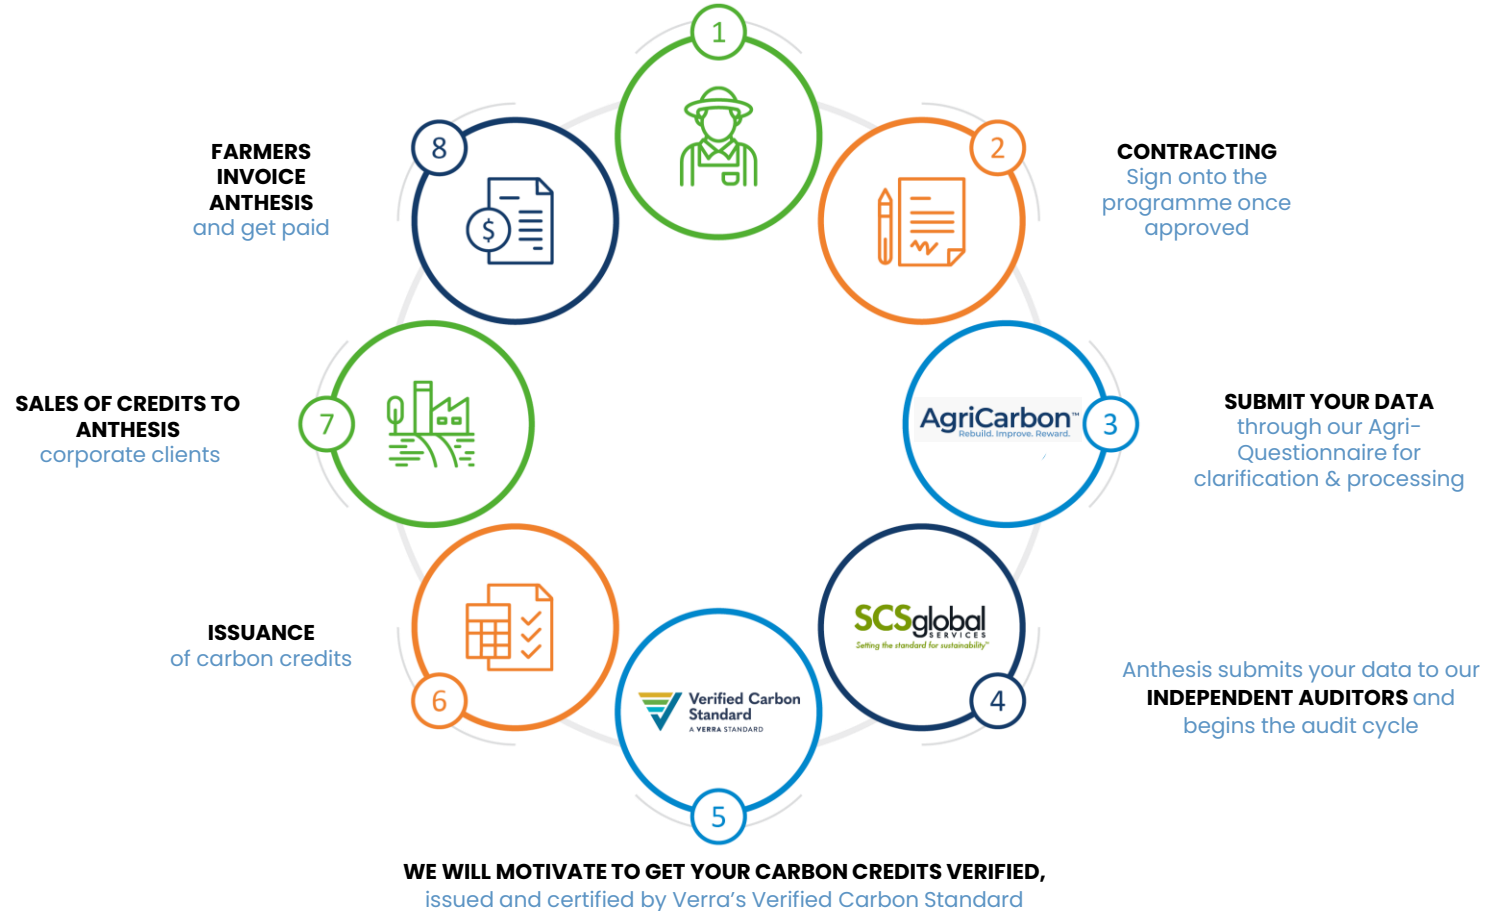 1
2
CONTRACTING
Sign onto the
programme once
approved
AgriCarbon™
Rebuild. Improve. Reward.
3
SUBMIT YOUR DATA
through our Agri-
Questionnaire for
clarification & processing
SCSglobal
SERVICES
Setting the standard for sustainability™
4
Anthesis submits your data to our
INDEPENDENT AUDITORS and
begins the audit cycle
Verified Carbon
Standard
A VERRA STANDARD
5
WE WILL MOTIVATE TO GET YOUR CARBON CREDITS VERIFIED,
issued and certified by Verra’s Verified Carbon Standard
6
ISSUANCE
of carbon credits
7
SALES OF CREDITS TO
ANTHESIS
corporate clients
8
$
FARMERS
INVOICE
ANTHESIS
and get paid